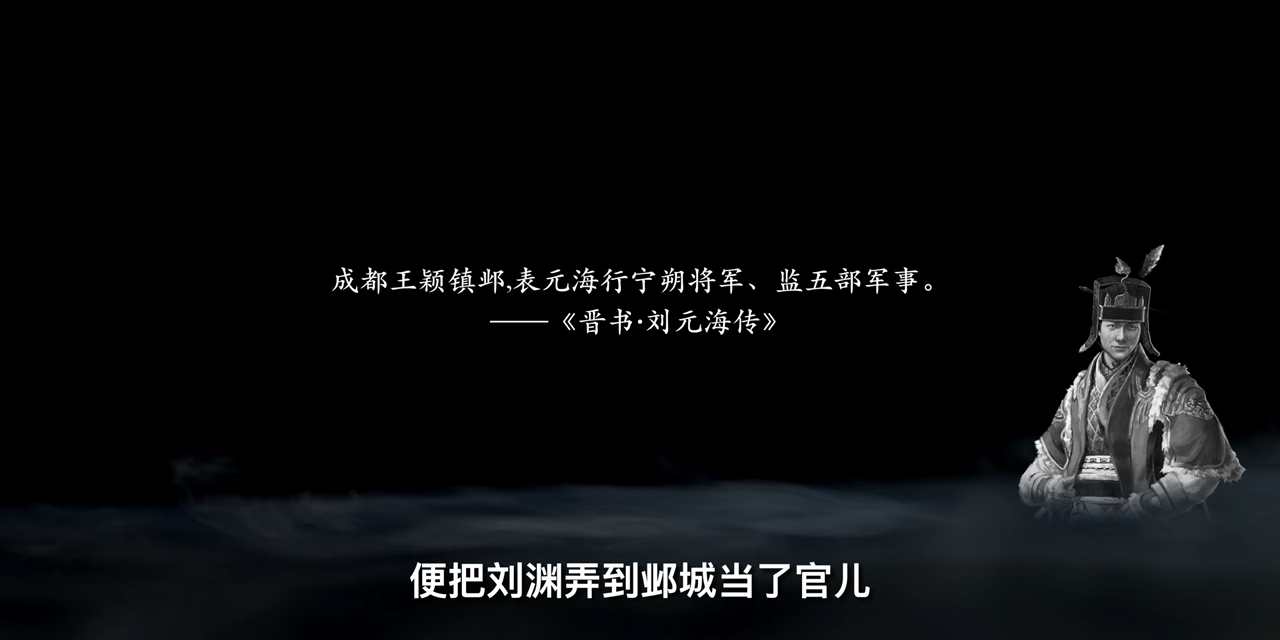 成都王颖镇邺,表元海行宁朔将军、监五部军事。
——《晋书·刘元海传》
便把刘渊弄到邺城当了官儿